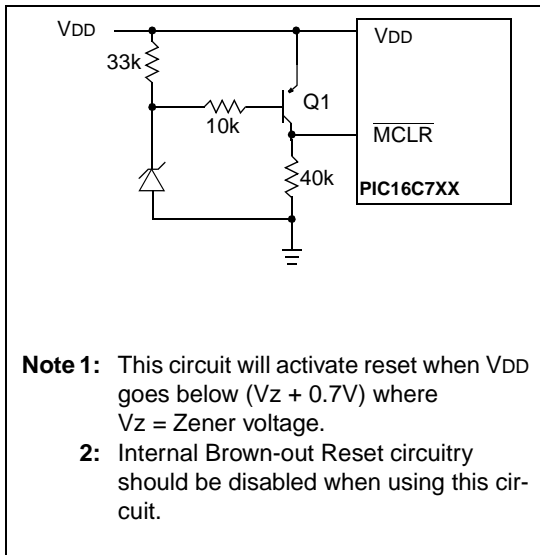 VDD
VDD
33k
Q1
10k
MCLR
40k
PIC16C7XX
Note 1: This circuit will activate reset when VDD
goes below (Vz + 0.7V) where
Vz = Zener voltage.
2: Internal Brown-out Reset circuitry
should be disabled when using this cir-
cuit.